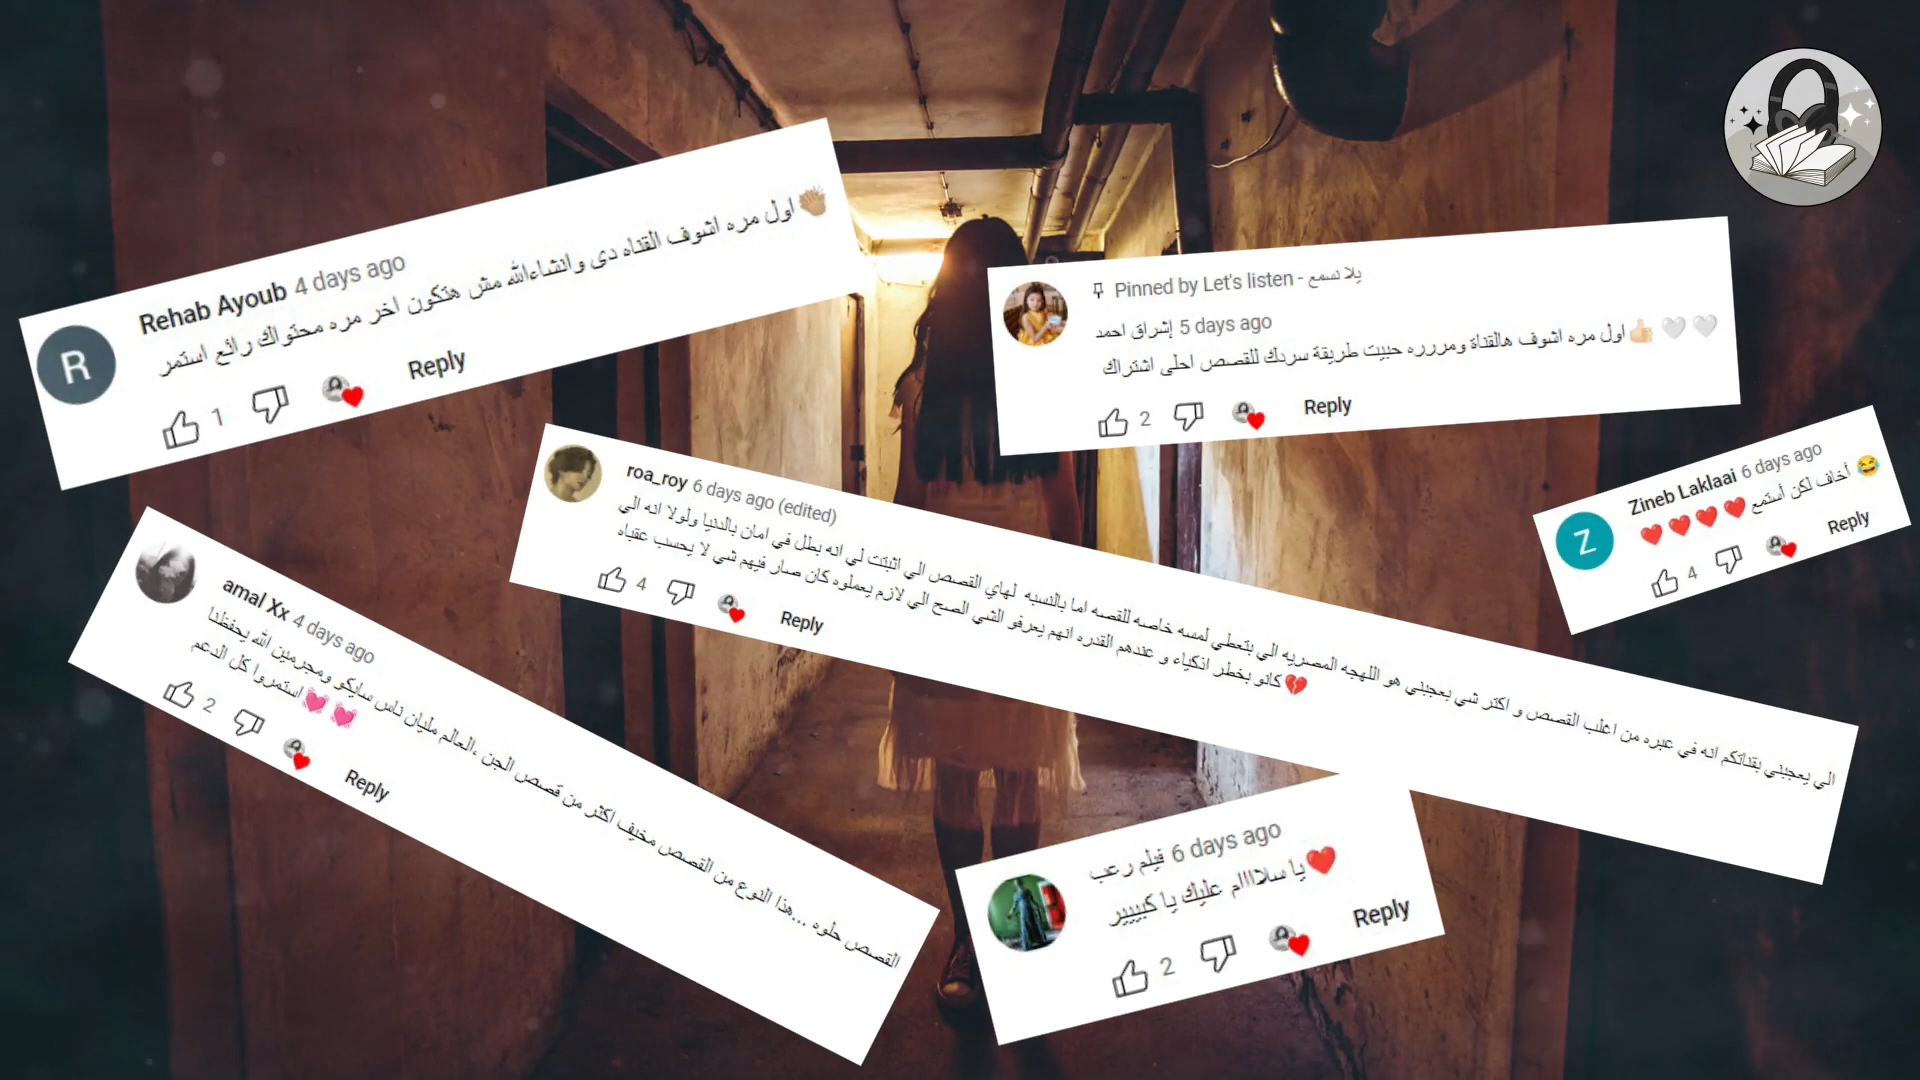 Rehab Ayoub 4 days ago
اول مره اشوف القناه دى وانشاءالله مش هتكون اخر مره محتواك رائع استمر👏🏼
1
Reply
Pinned by Let's listen - يلا نسمع
إشراق احمد 5 days ago
اول مره اشوف هالقناة ومررره حبيت طريقة سردك للقصص احلى اشتراك👍🏻🤍🤍
2
Reply
roa_roy 6 days ago (edited)
الي يعجبني بقناتكم انه في عبره من اغلب القصص و اكثر شي يعجبني هو اللهجه المصريه الي بتعطي لمسه خاصه للقصه اما بالنسبه لهاي القصص الي اثبتت لي انه بطل في امان بالدنيا ولولا انه الي
كانو بخطر اذكياء و عندهم القدره انهم يعرفو الشي الصح الي لازم يعملوه كان صار فيهم شي لا يحسب عقباه💔
4
Reply
Zineb Laklaai 6 days ago
أخاف لكن أستمع 😂❤️❤️❤️❤️
4
Reply
amal Xx 4 days ago
القصص حلوه ...هذا النوع من القصص مخيف اكثر من قصص الجن ،العالم مليان ناس سايكو ومجرمين الله يحفظنا
استمروا كل الدعم💓💓
2
Reply
فيلم رعب 6 days ago
يا سلاااام عليك يا كبييير❤️
2
Reply